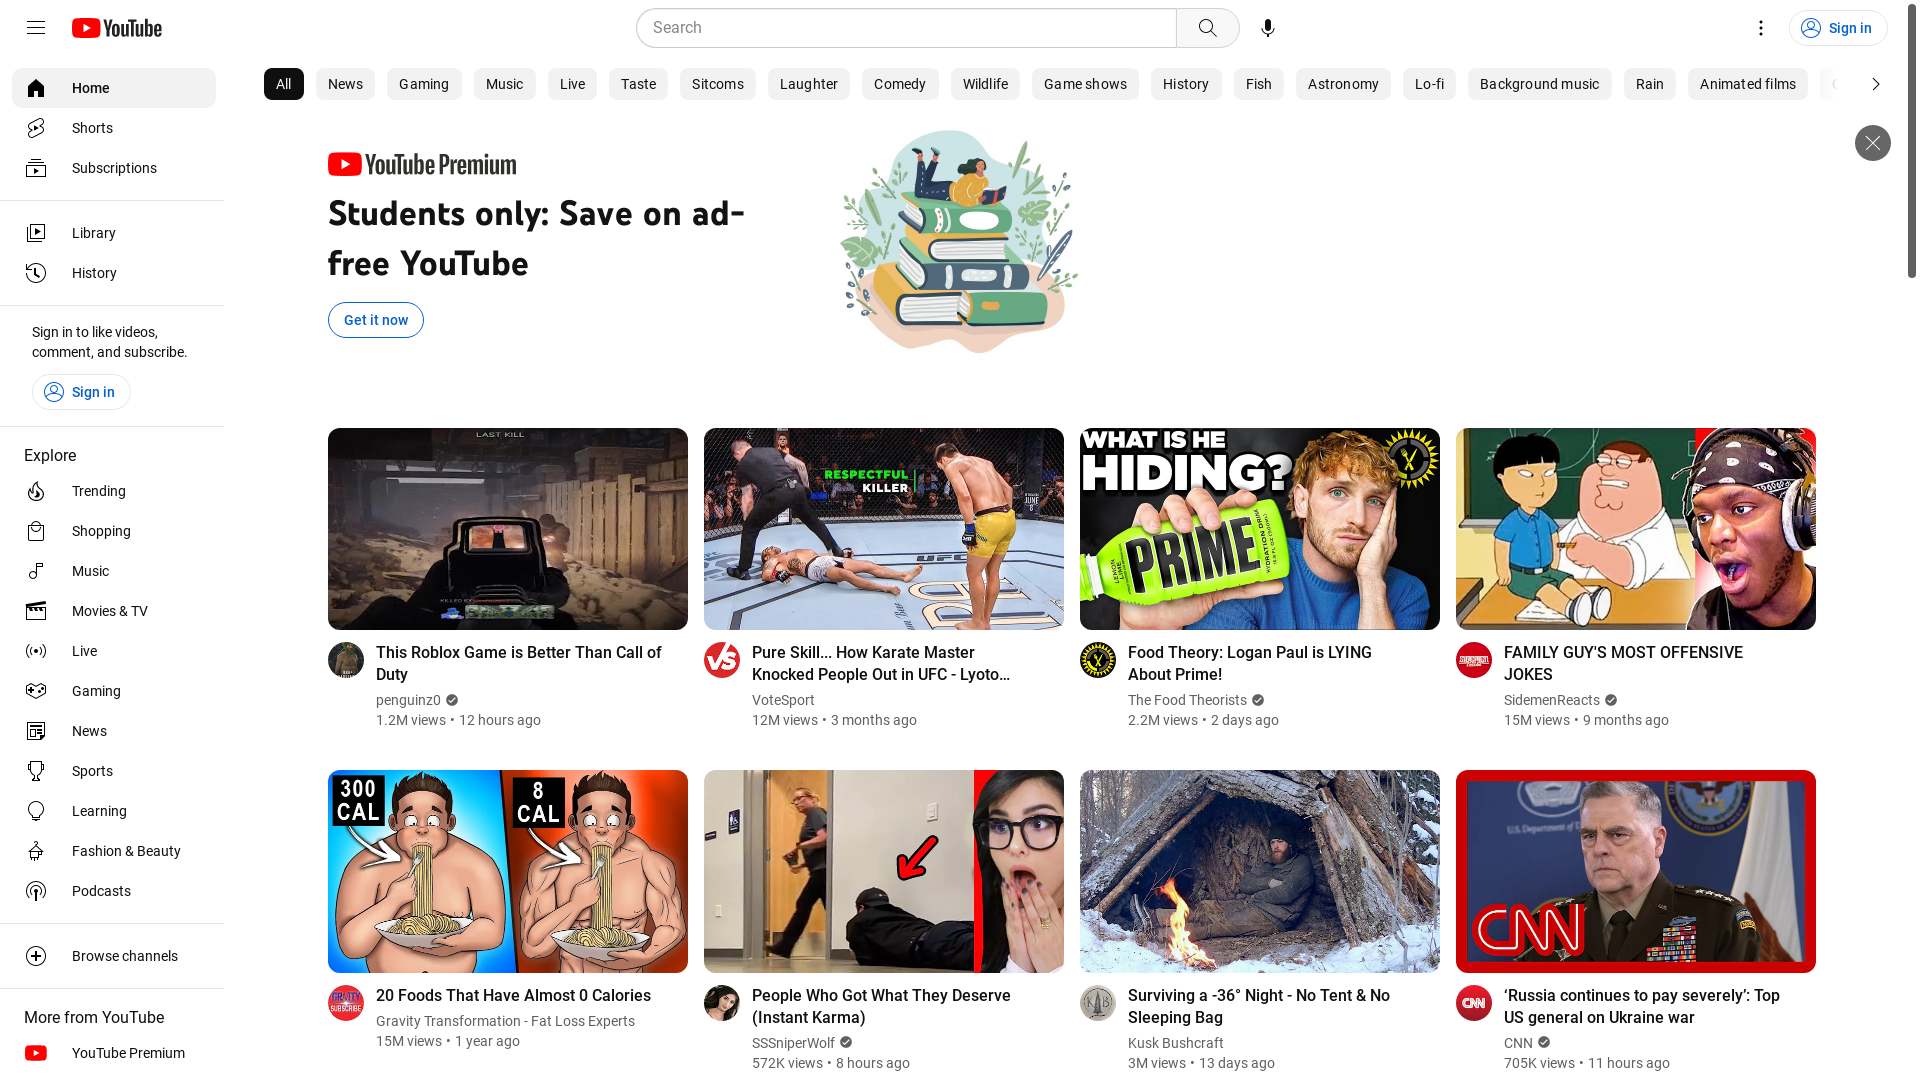 YouTube
Search
Sign in
Home
Shorts
Subscriptions
Library
History
Sign in to like videos,
comment, and subscribe.
Sign in
Explore
Trending
Shopping
Music
Movies & TV
Live
Gaming
News
Sports
Learning
Fashion & Beauty
Podcasts
Browse channels
More from YouTube
YouTube Premium
All
News
Gaming
Music
Live
Taste
Sitcoms
Laughter
Comedy
Wildlife
Game shows
History
Fish
Astronomy
Lo-fi
Background music
Rain
Animated films
YouTube Premium
Students only: Save on ad-
free YouTube
Get it now
LAST KILL
This Roblox Game is Better Than Call of
Duty
penguinz0
1.2M views • 12 hours ago
RESPECTFUL
KILLER
UFC
Pure Skill... How Karate Master
Knocked People Out in UFC - Lyoto...
VoteSport
12M views • 3 months ago
WHAT IS HE
HIDING?
PRIME
HYDRATION DRINK
LEMON
LIME
Food Theory: Logan Paul is LYING
About Prime!
The Food Theorists
2.2M views • 2 days ago
FAMILY GUY'S MOST OFFENSIVE
JOKES
SidemenReacts
15M views • 9 months ago
300
CAL
8
CAL
GRAVITY
SUBSCRIBE
20 Foods That Have Almost 0 Calories
Gravity Transformation - Fat Loss Experts
15M views • 1 year ago
People Who Got What They Deserve
(Instant Karma)
SSSniperWolf
572K views • 8 hours ago
Surviving a -36° Night - No Tent & No
Sleeping Bag
Kusk Bushcraft
3M views • 13 days ago
U.S. Department of
CNN
CNN
‘Russia continues to pay severely’: Top
US general on Ukraine war
CNN
705K views • 11 hours ago